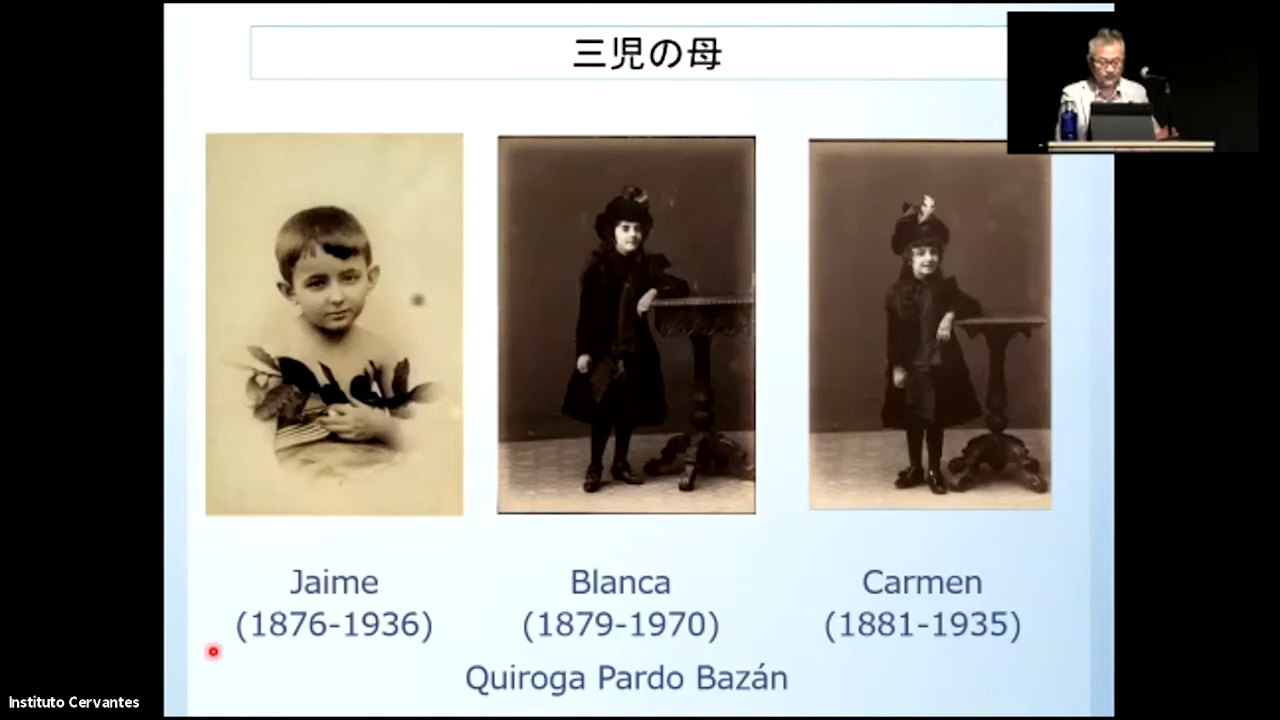 三児の母
Jaime
(1876-1936)
Blanca
(1879-1970)
Carmen
(1881-1935)
Quiroga Pardo Bazán
Instituto Cervantes